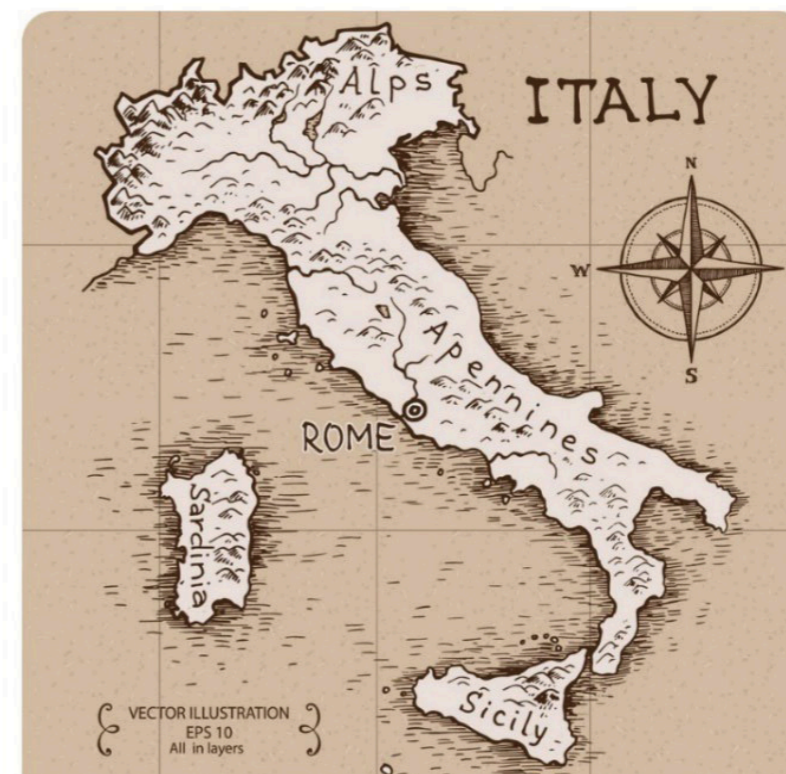 Alps
ITALY
N
W
S
Apennines
ROME
Sardinia
Sicily
VECTOR ILLUSTRATION
EPS 10
All in layers